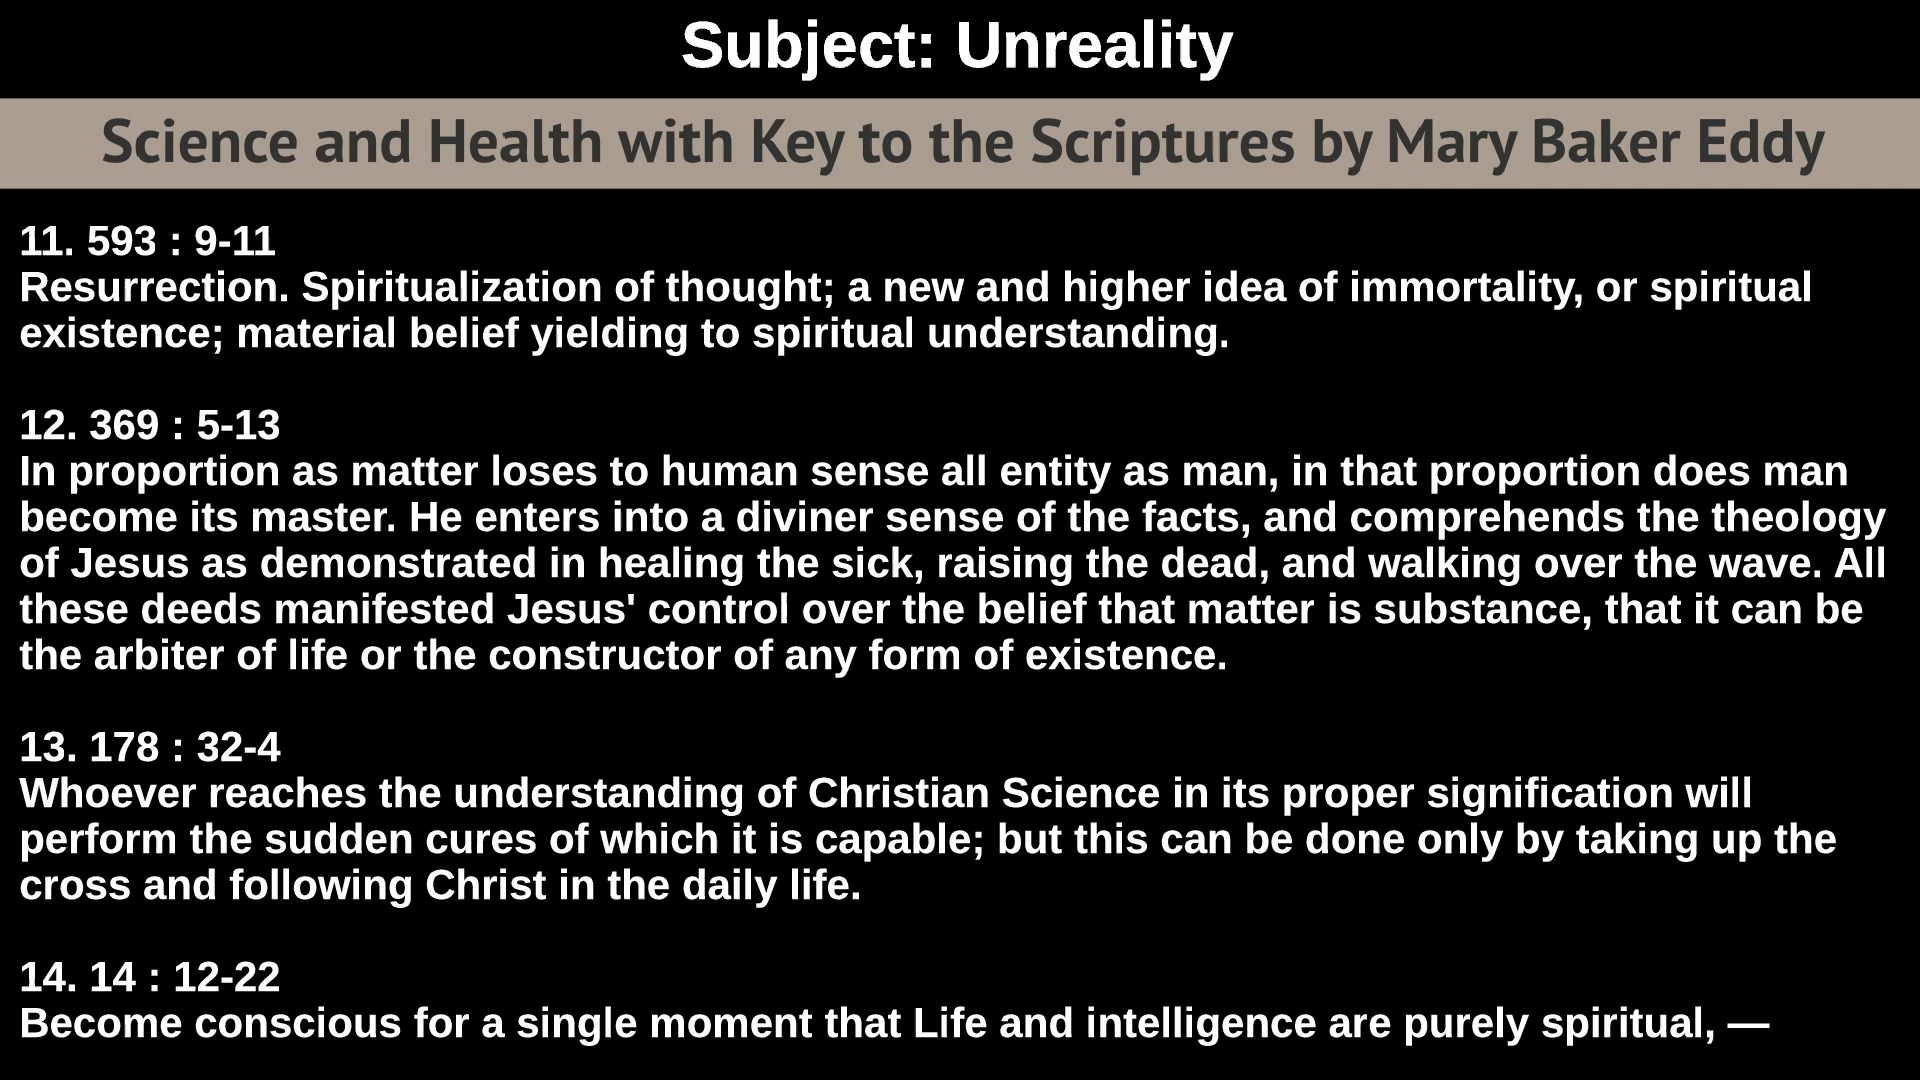 Subject: Unreality
Science and Health with Key to the Scriptures by Mary Baker Eddy
11. 593 : 9-11
Resurrection. Spiritualization of thought; a new and higher idea of immortality, or spiritual
existence; material belief yielding to spiritual understanding.
12. 369 : 5-13
In proportion as matter loses to human sense all entity as man, in that proportion does man
become its master. He enters into a diviner sense of the facts, and comprehends the theology
of Jesus as demonstrated in healing the sick, raising the dead, and walking over the wave. All
these deeds manifested Jesus' control over the belief that matter is substance, that it can be
the arbiter of life or the constructor of any form of existence.
13. 178 : 32-4
Whoever reaches the understanding of Christian Science in its proper signification will
perform the sudden cures of which it is capable; but this can be done only by taking up the
cross and following Christ in the daily life.
14. 14 : 12-22
Become conscious for a single moment that Life and intelligence are purely spiritual, —